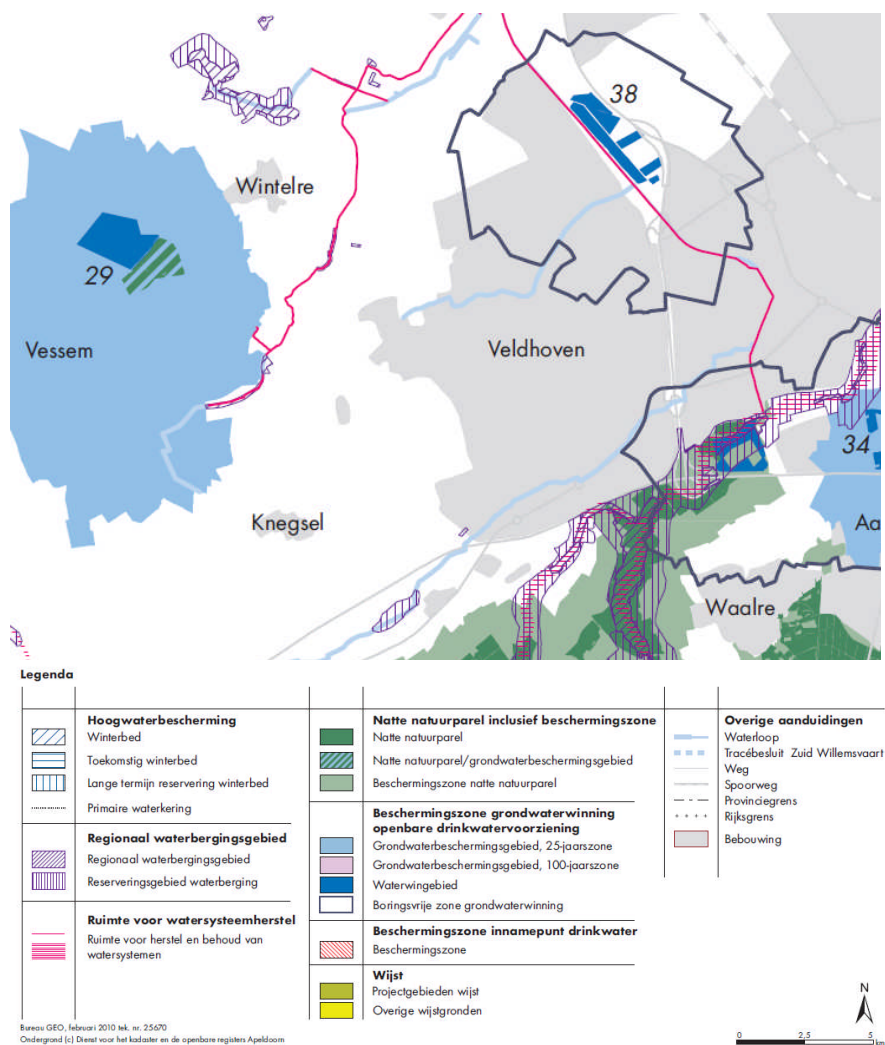 38
Wintelre
29
Vessem
Veldhoven
34
Knegsel
Aa
Waalre
Legenda
Hoogwaterbescherming
Winterbed
Toekomstig winterbed
Lange termijn reservering winterbed
Primaire waterkering
Regionaal waterbergingsgebied
Regionaal waterbergingsgebied
Reserveringsgebied waterberging
Ruimte voor watersysteemherstel
Ruimte voor herstel en behoud van
watersystemen
Natte natuurparel inclusief beschermingszone
Natte natuurparel
Natte natuurparel/grondwaterbeschermingsgebied
Beschermingszone natte natuurparel
Beschermingszone grondwaterwinning
openbare drinkwatervoorziening
Grondwaterbeschermingsgebied, 25-jaarszone
Grondwaterbeschermingsgebied, 100-jaarszone
Waterwingebied
Boringsvrije zone grondwaterwinning
Beschermingszone innamepunt drinkwater
Beschermingszone
Wijst
Projectgebieden wijst
Overige wijstgronden
Overige aanduidingen
Waterloop
Tracébesluit Zuid Willemsvaart
Weg
Spoorweg
Provinciegrens
Rijksgrens
Bebouwing
N
0 2,5 5
km
Bureau GEO, februari 2010 tek. nr. 25670
Ondergrond (c) Dienst voor het kadaster en de openbare registers Apeldoorn